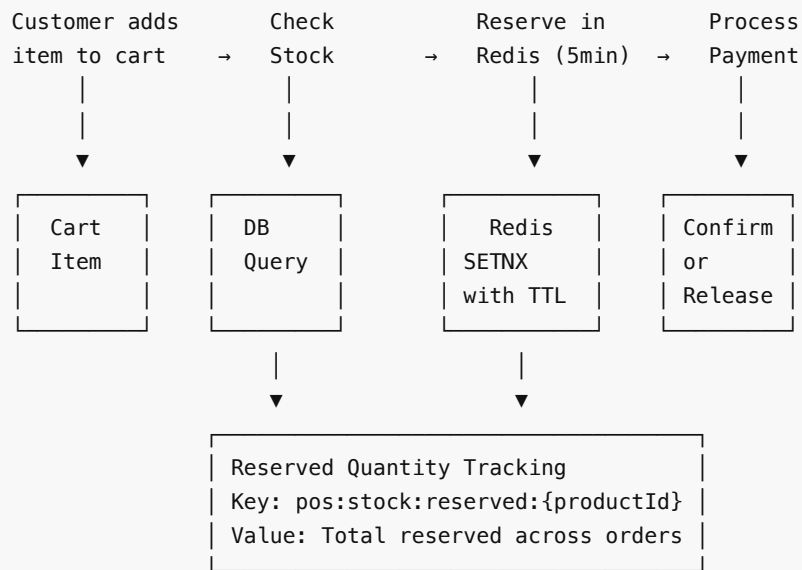 Customer adds Check Reserve in Process
item to cart → Stock → Redis (5min) → Payment
Cart DB Redis Confirm
Item Query SETNX or
with TTL Release
Reserved Quantity Tracking
Key: pos:stock:reserved:{productId}
Value: Total reserved across orders